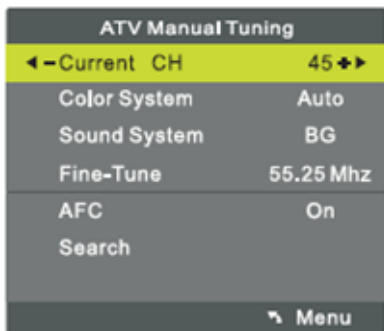 ATV Manual Tuning
Current CH 45
Color System Auto
Sound System BG
Fine-Tune 55.25 Mhz
AFC On
Search
Menu